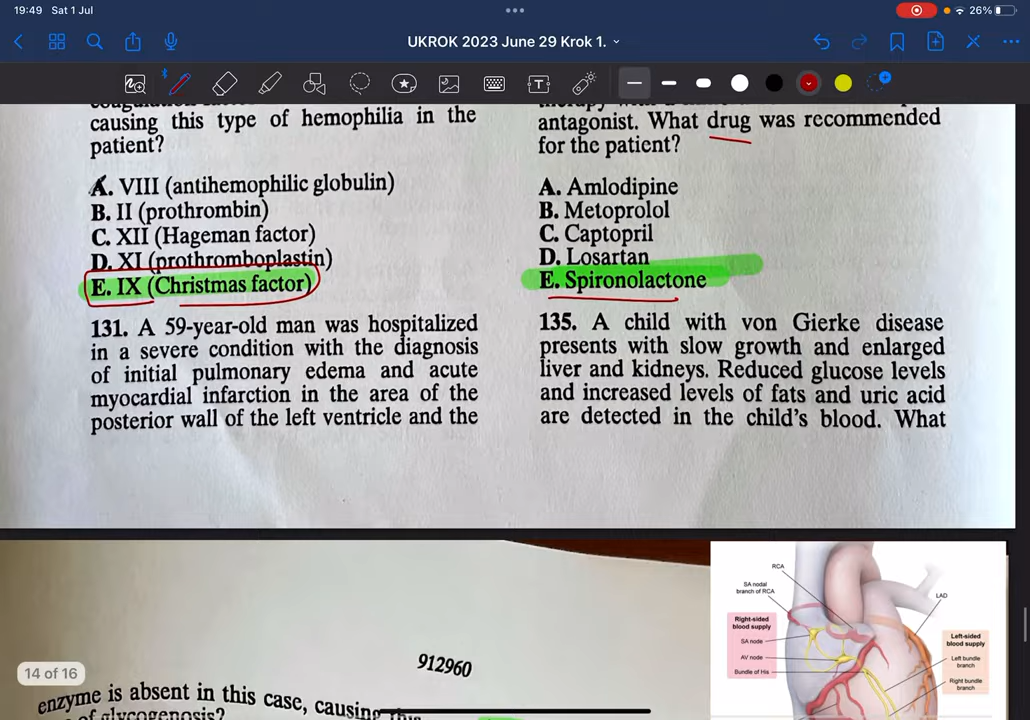 19:49 Sat 1 Jul
26%
UKROK 2023 June 29 Krok 1.
causing this type of hemophilia in the
patient?
A. VIII (antihemophilic globulin)
B. II (prothrombin)
C. XII (Hageman factor)
D. XI (prothromboplastin)
E. IX (Christmas factor)
131. A 59-year-old man was hospitalized
in a severe condition with the diagnosis
of initial pulmonary edema and acute
myocardial infarction in the area of the
posterior wall of the left ventricle and the
antagonist. What drug was recommended
for the patient?
A. Amlodipine
B. Metoprolol
C. Captopril
D. Losartan
E. Spironolactone
135. A child with von Gierke disease
presents with slow growth and enlarged
liver and kidneys. Reduced glucose levels
and increased levels of fats and uric acid
are detected in the child's blood. What
14 of 16
912960
enzyme is absent in this case, causing this
of glycogenosis?
RCA
SA nodal
branch of RCA
LAD
Right-sided
blood supply
SA node
AV node
Bundle of His
Left-sided
blood supply
Left bundle
branch
Right bundle
branch